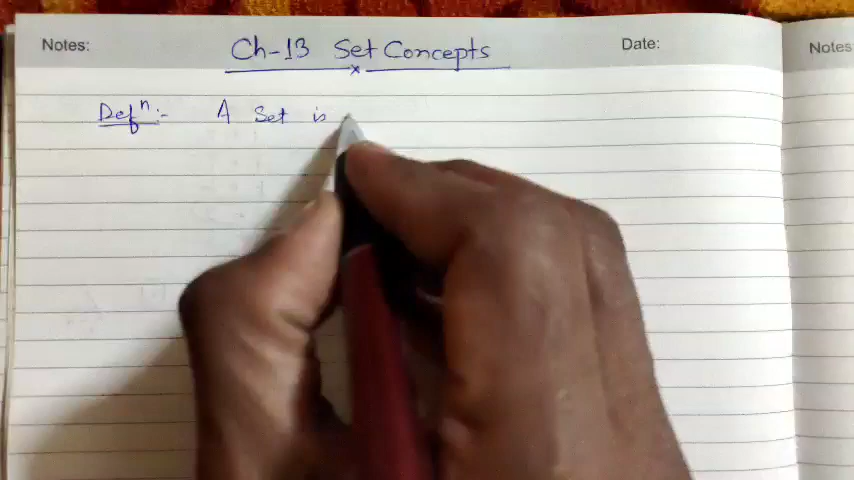 Notes:
Ch-13 Set Concepts
Date:
Notes
Defⁿ:- A Set is